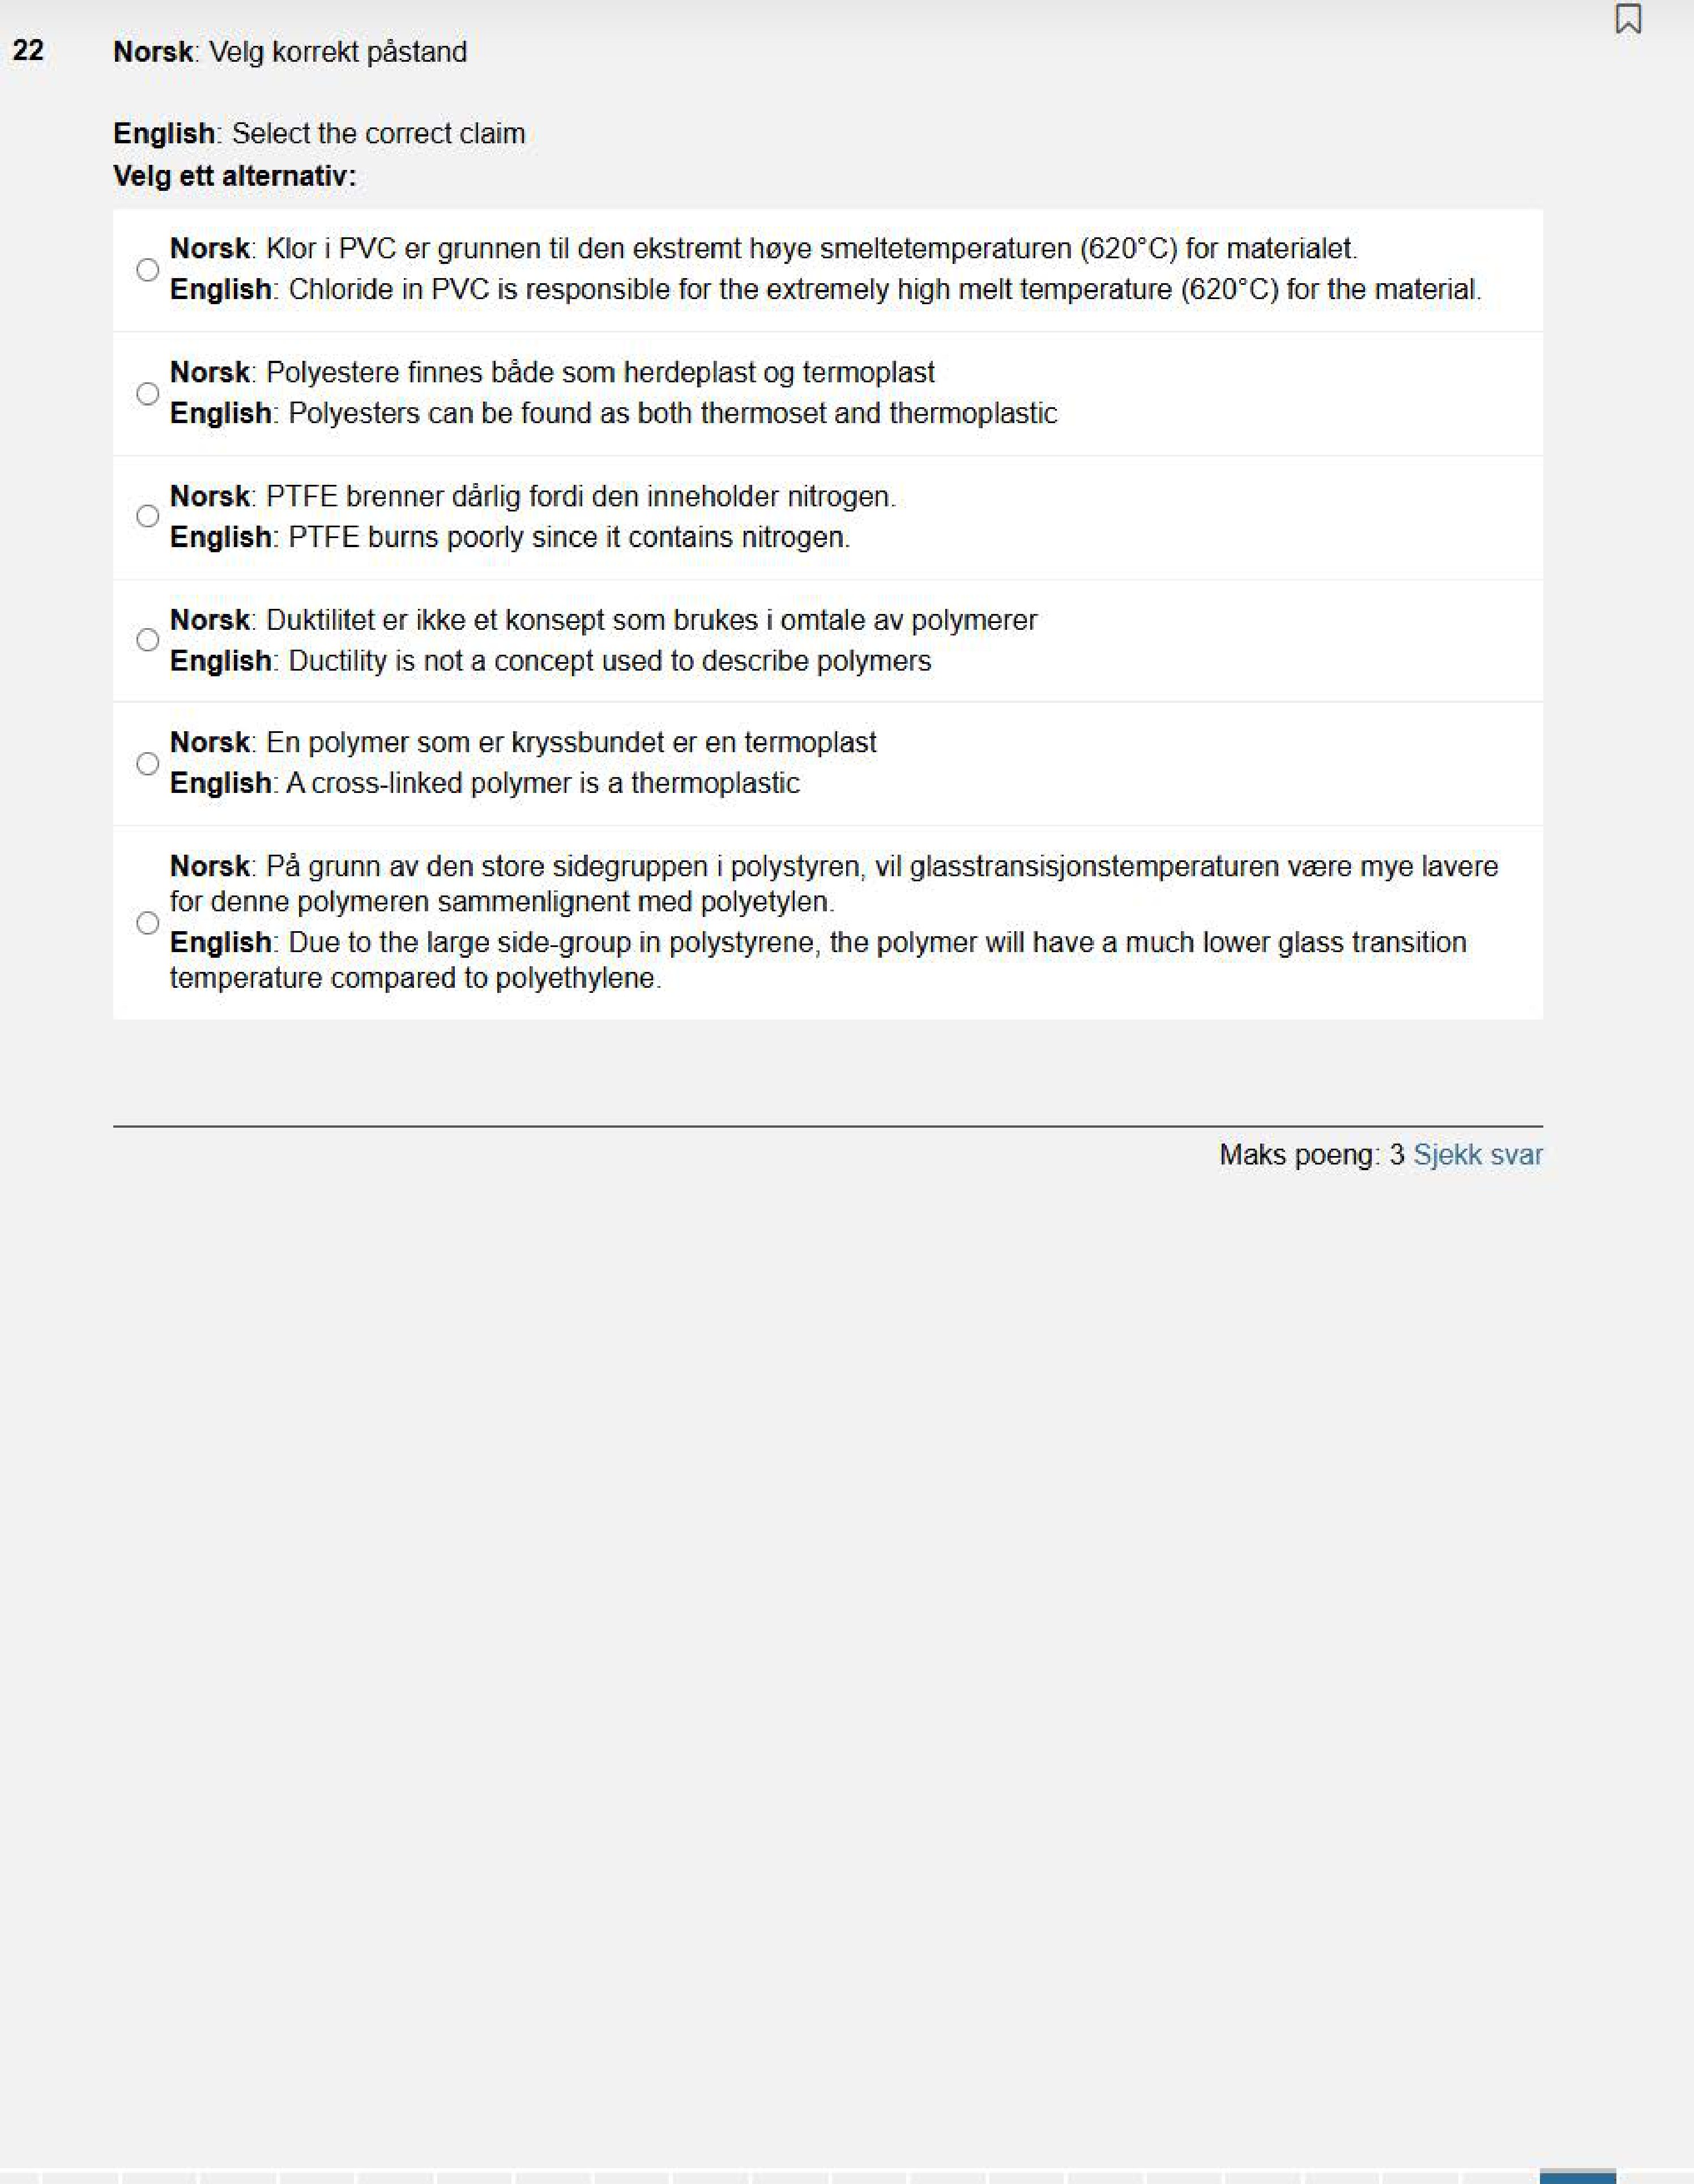 22
Norsk: Velg korrekt påstand
English: Select the correct claim
Velg ett alternativ:
Norsk: Klor i PVC er grunnen til den ekstremt høye smeltetemperaturen (620°C) for materialet.
English: Chloride in PVC is responsible for the extremely high melt temperature (620°C) for the material.
Norsk: Polyestere finnes både som herdeplast og termoplast
English: Polyesters can be found as both thermoset and thermoplastic
Norsk: PTFE brenner dårlig fordi den inneholder nitrogen.
English: PTFE burns poorly since it contains nitrogen.
Norsk: Duktilitet er ikke et konsept som brukes i omtale av polymerer
English: Ductility is not a concept used to describe polymers
Norsk: En polymer som er kryssbundet er en termoplast
English: A cross-linked polymer is a thermoplastic
Norsk: På grunn av den store sidegruppen i polystyren, vil glasstransisjonstemperaturen være mye lavere
for denne polymeren sammenlignent med polyetylen.
English: Due to the large side-group in polystyrene, the polymer will have a much lower glass transition
temperature compared to polyethylene.
Maks poeng: 3 Sjekk svar